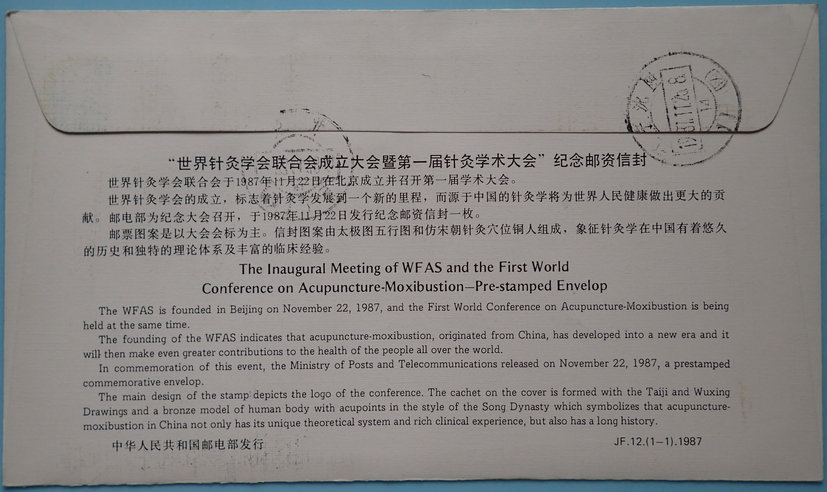 “世界针灸学会联合会成立大会暨第一届针灸学术大会”纪念邮资信封
世界针灸学会联合会于1987年11月22日在北京成立并召开第一届学术大会。
世界针灸学会的成立，标志着针灸学发展到一个新的里程，而源于中国的针灸学将为世界人民健康做出更大的贡
献。邮电部为纪念大会召开，于1987年11月22日发行纪念邮资信封一枚。
邮票图案是以大会会标为主。信封图案由太极图五行图和仿宋朝针灸穴位铜人组成，象征针灸学在中国有着悠久
的历史和独特的理论体系及丰富的临床经验。
The Inaugural Meeting of WFAS and the First World
Conference on Acupuncture-Moxibustion—Pre-stamped Envelop
The WFAS is founded in Beijing on November 22, 1987, and the First World Conference on Acupuncture-Moxibustion is being
held at the same time.
The founding of the WFAS indicates that acupuncture-moxibustion, originated from China, has developed into a new era and it
will then make even greater contributions to the health of the people all over the world.
In commemoration of this event, the Ministry of Posts and Telecommunications released on November 22, 1987, a prestamped
commemorative envelop.
The main design of the stamp depicts the logo of the conference. The cachet on the cover is formed with the Taiji and Wuxing
Drawings and a bronze model of human body with acupoints in the style of the Song Dynasty which symbolizes that acupuncture-
moxibustion in China not only has its unique theoretical system and rich clinical experience, but also has a long history.
中华人民共和国邮电部发行
JF.12.(1—1).1987